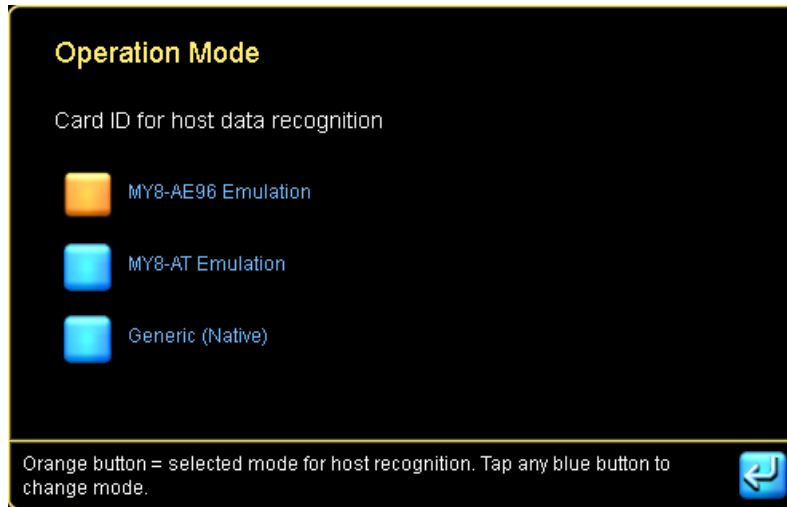 Operation Mode
Card ID for host data recognition
MY8-AE96 Emulation
MY8-AT Emulation
Generic (Native)
Orange button = selected mode for host recognition. Tap any blue button to
change mode.